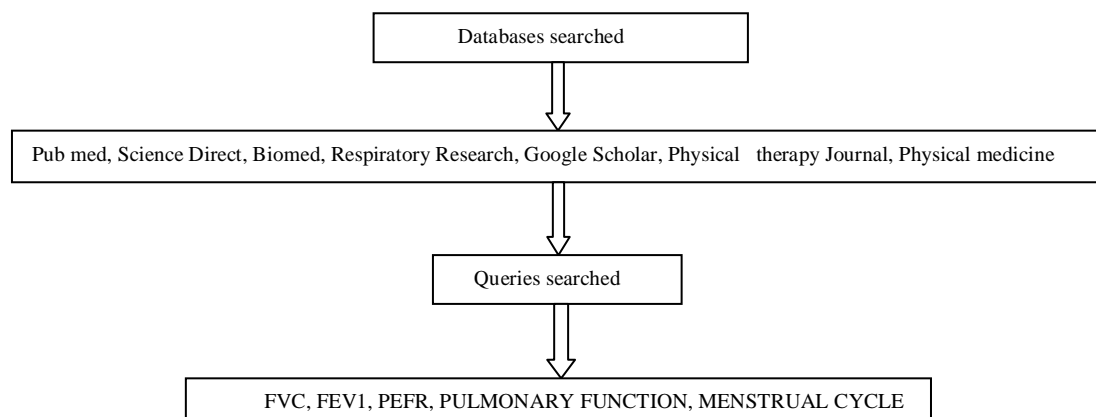 Databases searched
Pub med, Science Direct, Biomed, Respiratory Research, Google Scholar, Physical therapy Journal, Physical medicine
Queries searched
FVC, FEV1, PEFR, PULMONARY FUNCTION, MENSTRUAL CYCLE